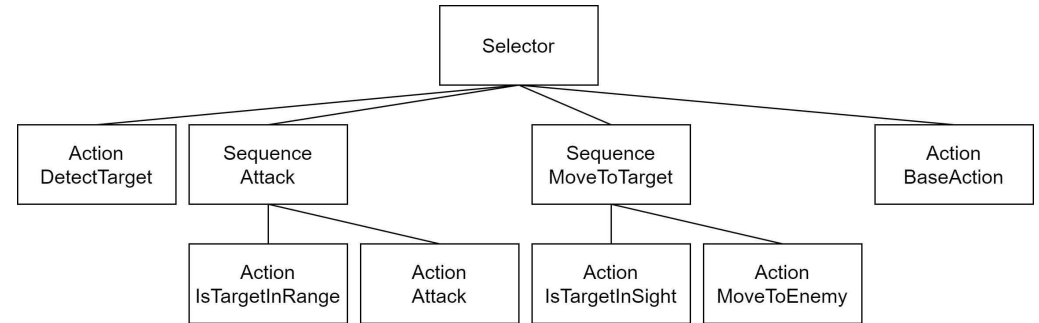 Selector
Action
DetectTarget
Sequence
Attack
Sequence
MoveToTarget
Action
BaseAction
Action
IsTargetInRange
Action
Attack
Action
IsTargetInSight
Action
MoveToEnemy